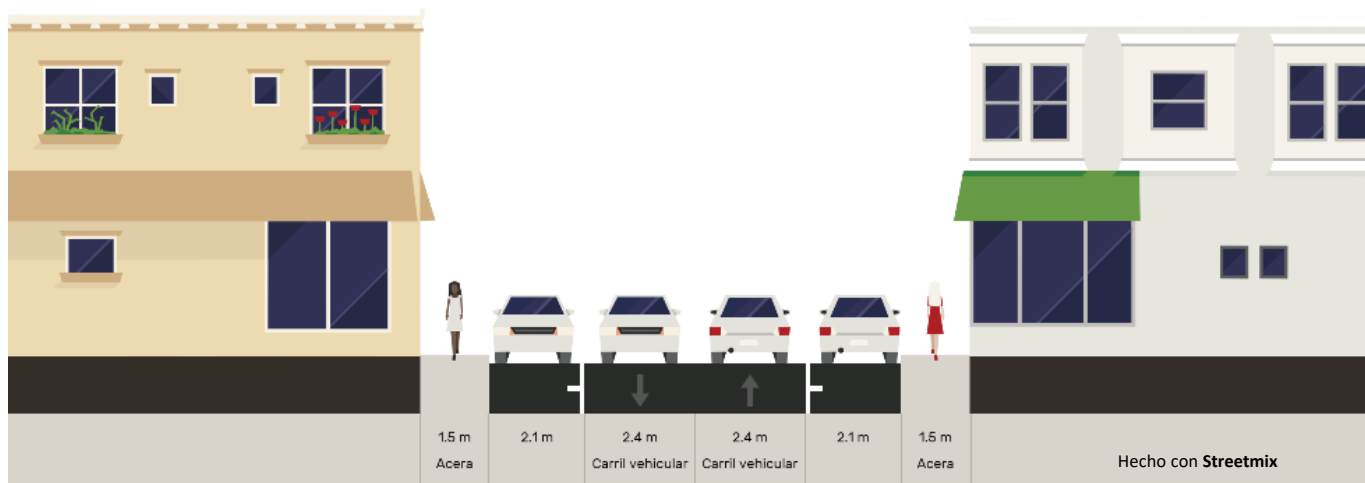 1.5 m
Acera
2.1 m
2.4 m
Carril vehicular
2.4 m
Carril vehicular
2.1 m
1.5 m
Acera
Hecho con Streetmix